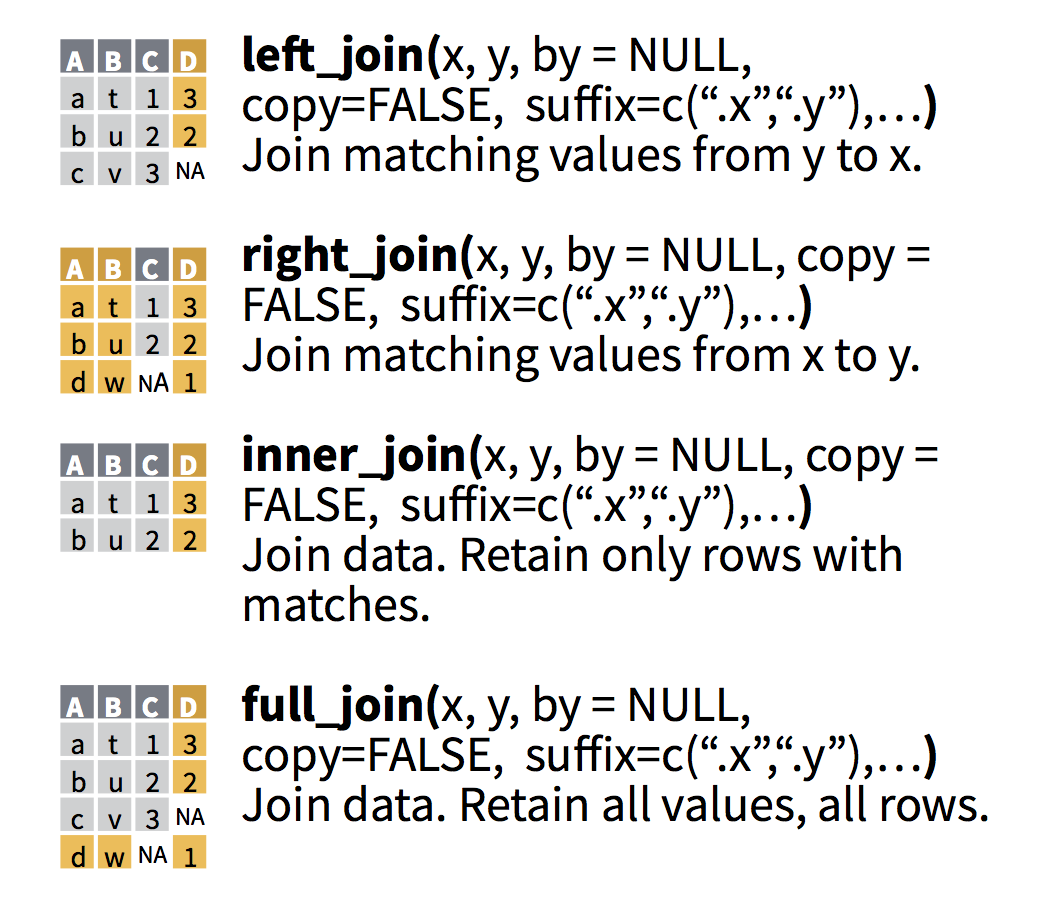 A B C D
a t 1 3
b u 2 2
c v 3 NA
left_join(x, y, by = NULL,
copy=FALSE, suffix=c(“.x”,“.y”),…)
Join matching values from y to x.
A B C D
a t 1 3
b u 2 2
d w NA 1
right_join(x, y, by = NULL, copy =
FALSE, suffix=c(“.x”,“.y”),…)
Join matching values from x to y.
A B C D
a t 1 3
b u 2 2
inner_join(x, y, by = NULL, copy =
FALSE, suffix=c(“.x”,“.y”),…)
Join data. Retain only rows with
matches.
A B C D
a t 1 3
b u 2 2
c v 3 NA
d w NA 1
full_join(x, y, by = NULL,
copy=FALSE, suffix=c(“.x”,“.y”),…)
Join data. Retain all values, all rows.